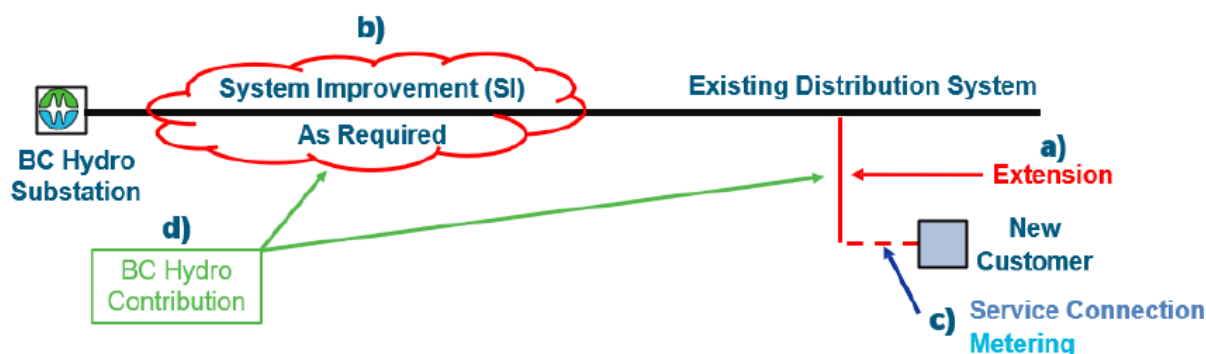 b)
System Improvement (SI)
As Required
Existing Distribution System
BC Hydro
Substation
a)
Extension
d)
BC Hydro
Contribution
New
Customer
c)
Service Connection
Metering